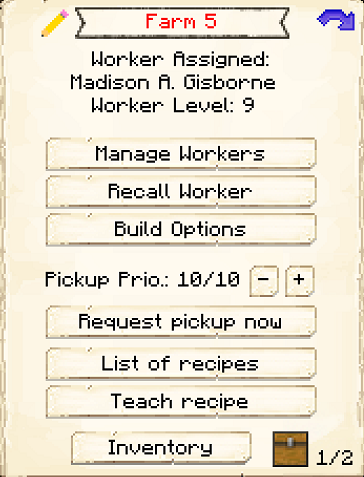 Farm 5
Worker Assigned:
Madison A. Gisborne
Worker Level: 9
Manage Workers
Recall Worker
Build Options
Pickup Prio.: 10/10 - +
Request pickup now
List of recipes
Teach recipe
Inventory
1/2